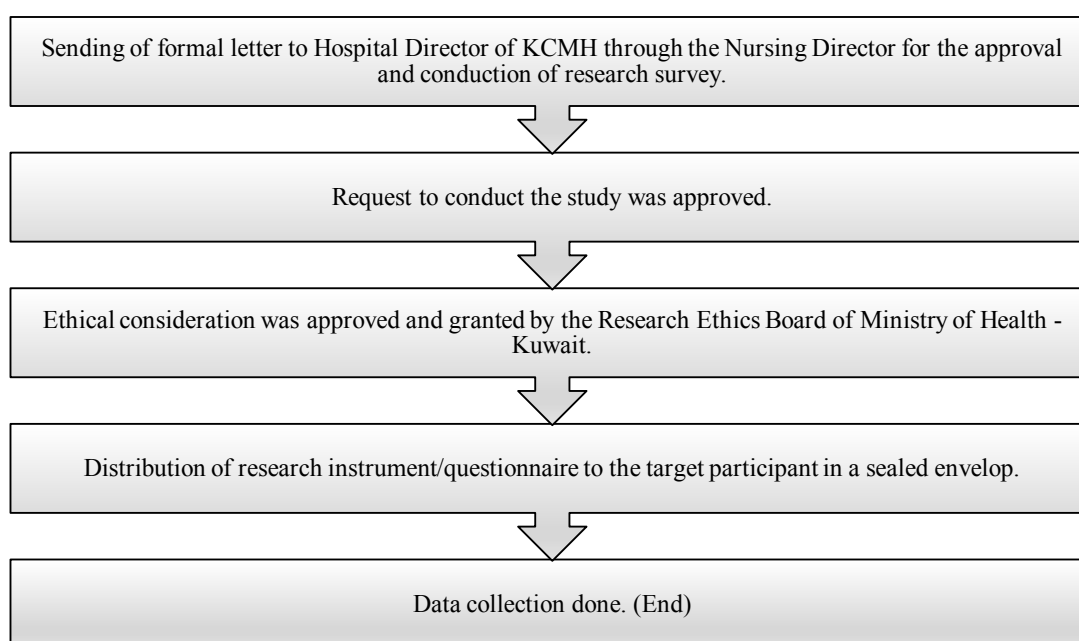 Sending of formal letter to Hospital Director of KCMH through the Nursing Director for the approval
and conduction of research survey.
Request to conduct the study was approved.
Ethical consideration was approved and granted by the Research Ethics Board of Ministry of Health -
Kuwait.
Distribution of research instrument/questionnaire to the target participant in a sealed envelop.
Data collection done. (End)